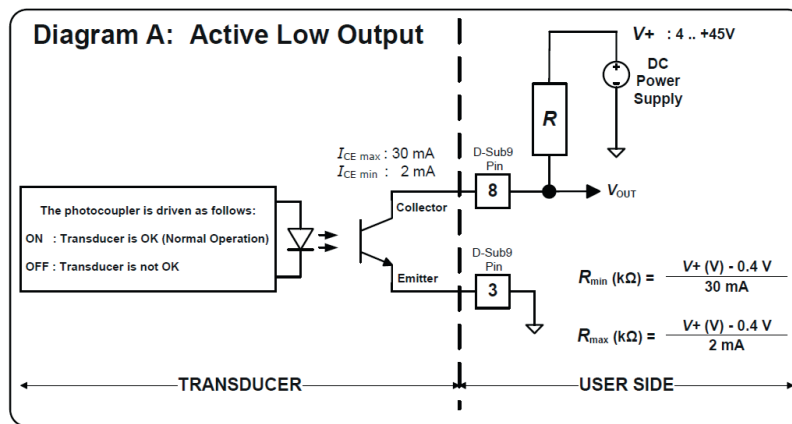 Diagram A: Active Low Output
V+ : 4 .. +45V
DC
Power
Supply
R
I CE max : 30 mA
I CE min : 2 mA
D-Sub9
Pin
8
VOUT
Collector
The photocoupler is driven as follows:
ON : Transducer is OK (Normal Operation)
OFF : Transducer is not OK
Emitter
D-Sub9
Pin
3
Rmin (kΩ) = V+ (V) - 0.4 V
30 mA
Rmax (kΩ) = V+ (V) - 0.4 V
2 mA
TRANSDUCER
USER SIDE